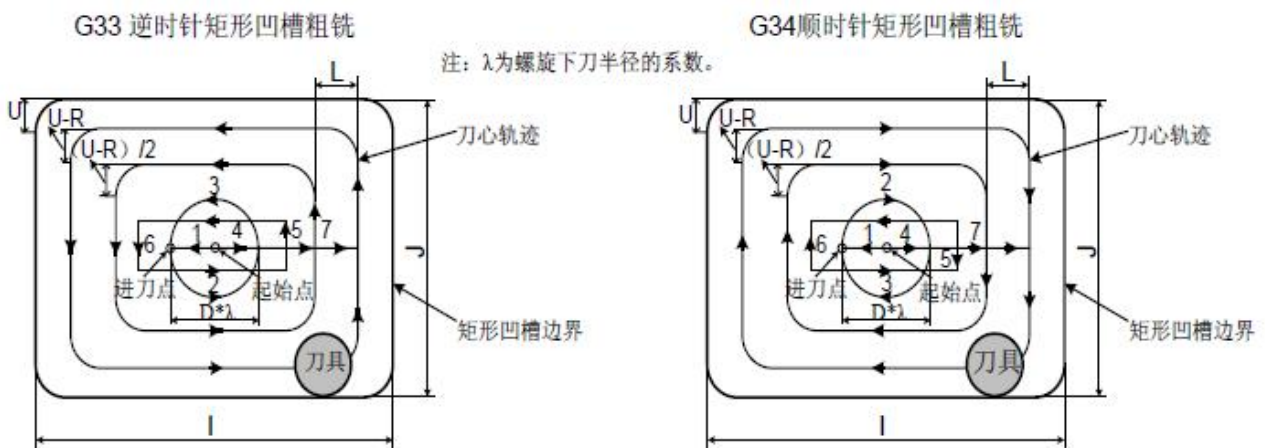 G33 逆时针矩形凹槽粗铣
G34顺时针矩形凹槽粗铣
注：λ为螺旋下刀半径的系数。
L
U
U-R
（U-R）/2
刀心轨迹
3
1
4
5
7
6
2
进刀点
起始点
D*λ
J
矩形凹槽边界
刀具
I
L
U
U-R
（U-R）/2
刀心轨迹
2
1
4
7
6
5
3
进刀点
起始点
D*λ
J
矩形凹槽边界
刀具
I